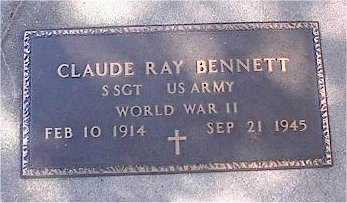 CLAUDE RAY BENNETT
S SGT US ARMY
WORLD WAR II
FEB 10 1914 SEP 21 1945